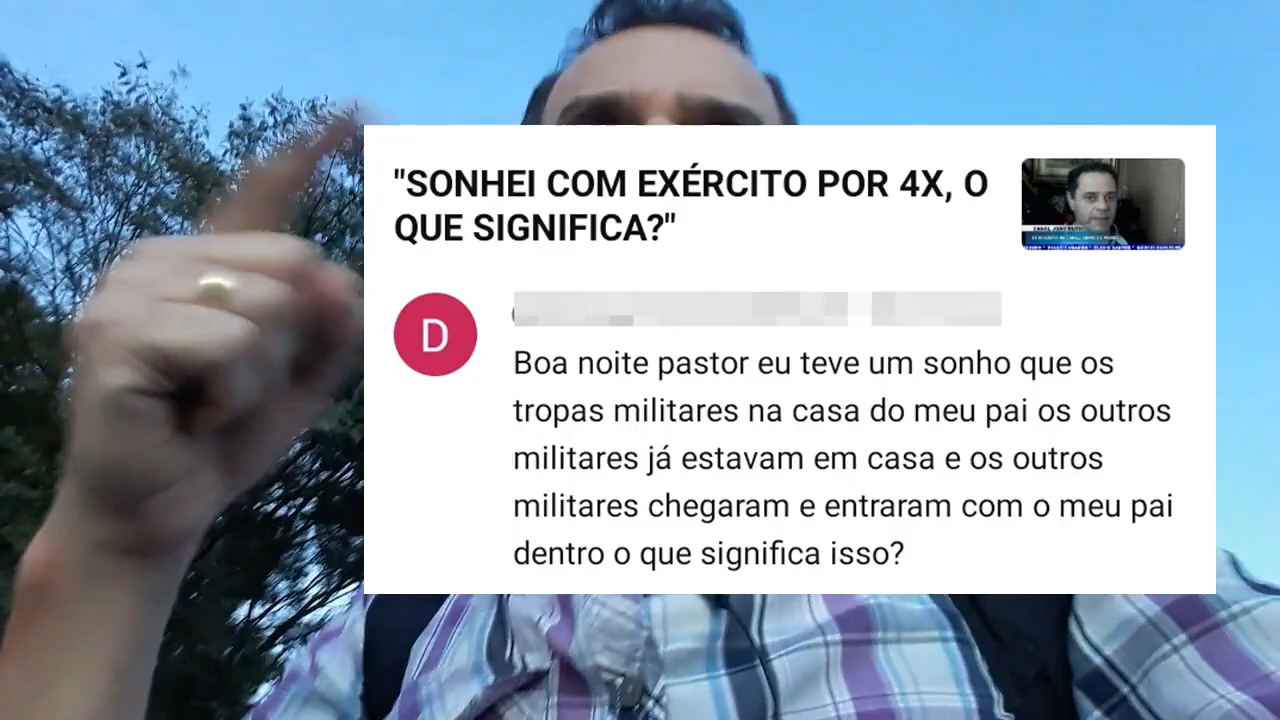 "SONHEI COM EXÉRCITO POR 4X, O
QUE SIGNIFICA?"
D
Boa noite pastor eu teve um sonho que os
tropas militares na casa do meu pai os outros
militares já estavam em casa e os outros
militares chegaram e entraram com o meu pai
dentro o que significa isso?